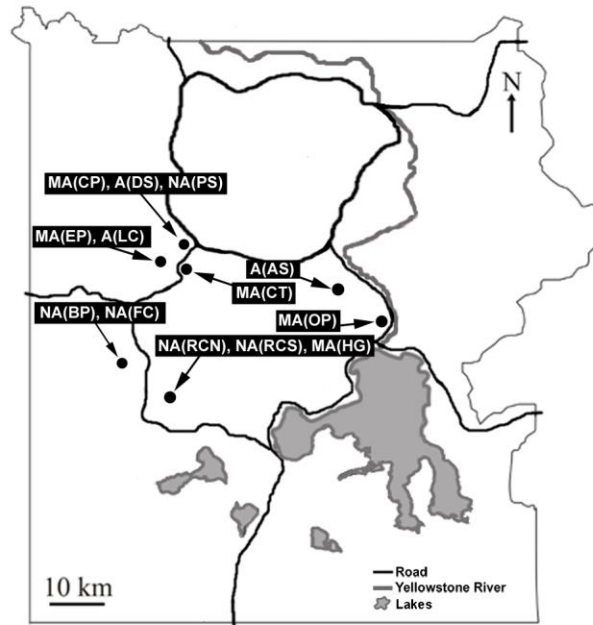 N
MA(CP), A(DS), NA(PS)
MA(EP), A(LC)
A(AS)
MA(CT)
NA(BP), NA(FC)
MA(OP)
NA(RCN), NA(RCS), MA(HG)
10 km
Road
Yellowstone River
Lakes